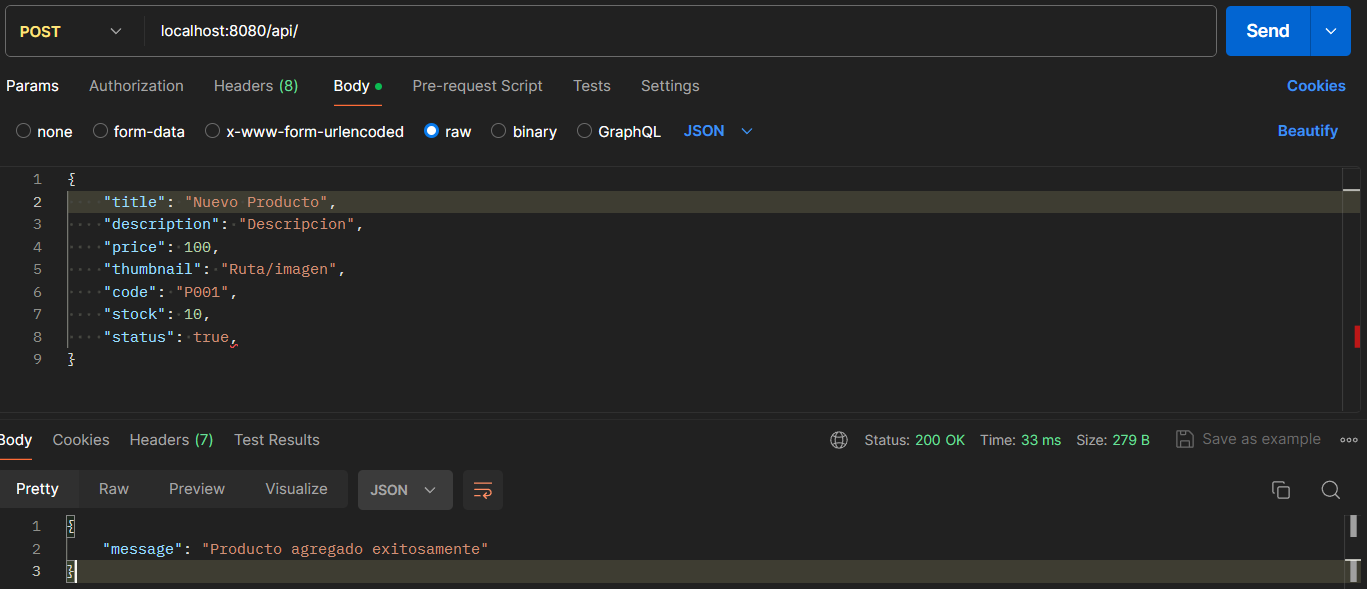 POST localhost:8080/api/ Send
Params Authorization Headers (8) Body Pre-request Script Tests Settings Cookies
none form-data x-www-form-urlencoded raw binary GraphQL JSON Beautify
1 {
2 "title": "Nuevo Producto",
3 "description": "Descripcion",
4 "price": 100,
5 "thumbnail": "Ruta/imagen",
6 "code": "P001",
7 "stock": 10,
8 "status": true,
9 }
Body Cookies Headers (7) Test Results Status: 200 OK Time: 33 ms Size: 279 B Save as example
Pretty Raw Preview Visualize JSON
1 {
2 "message": "Producto agregado exitosamente"
3 }